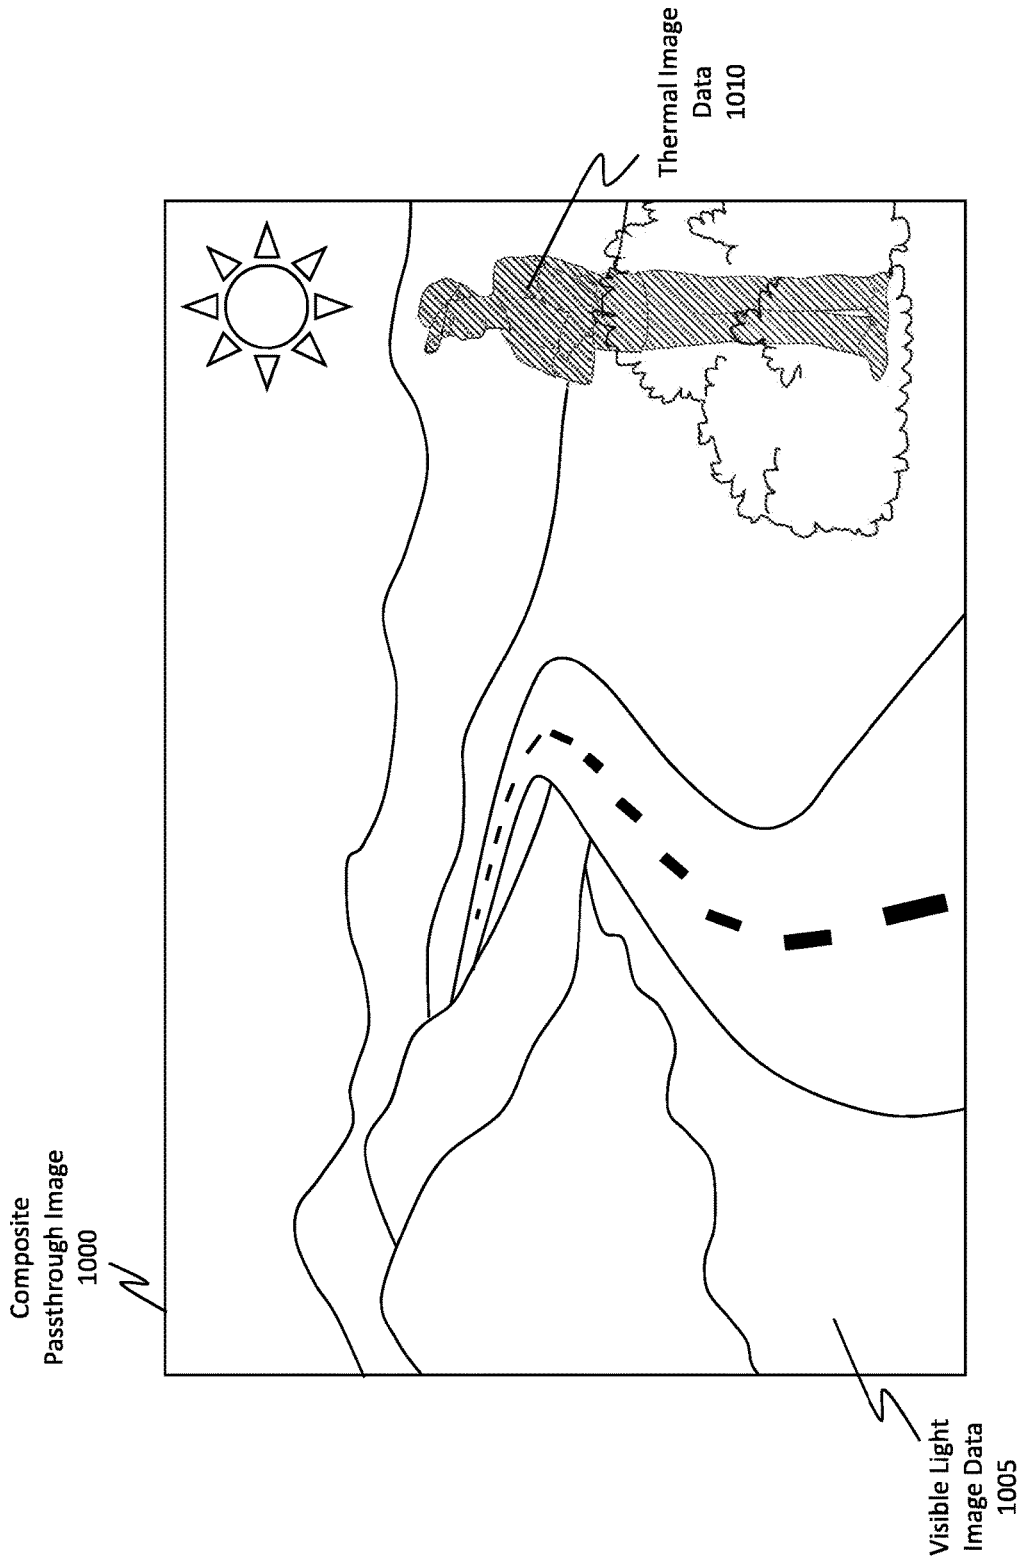 Composite
Passthrough Image
1000
Thermal Image
Data
1010
Visible Light
Image Data
1005